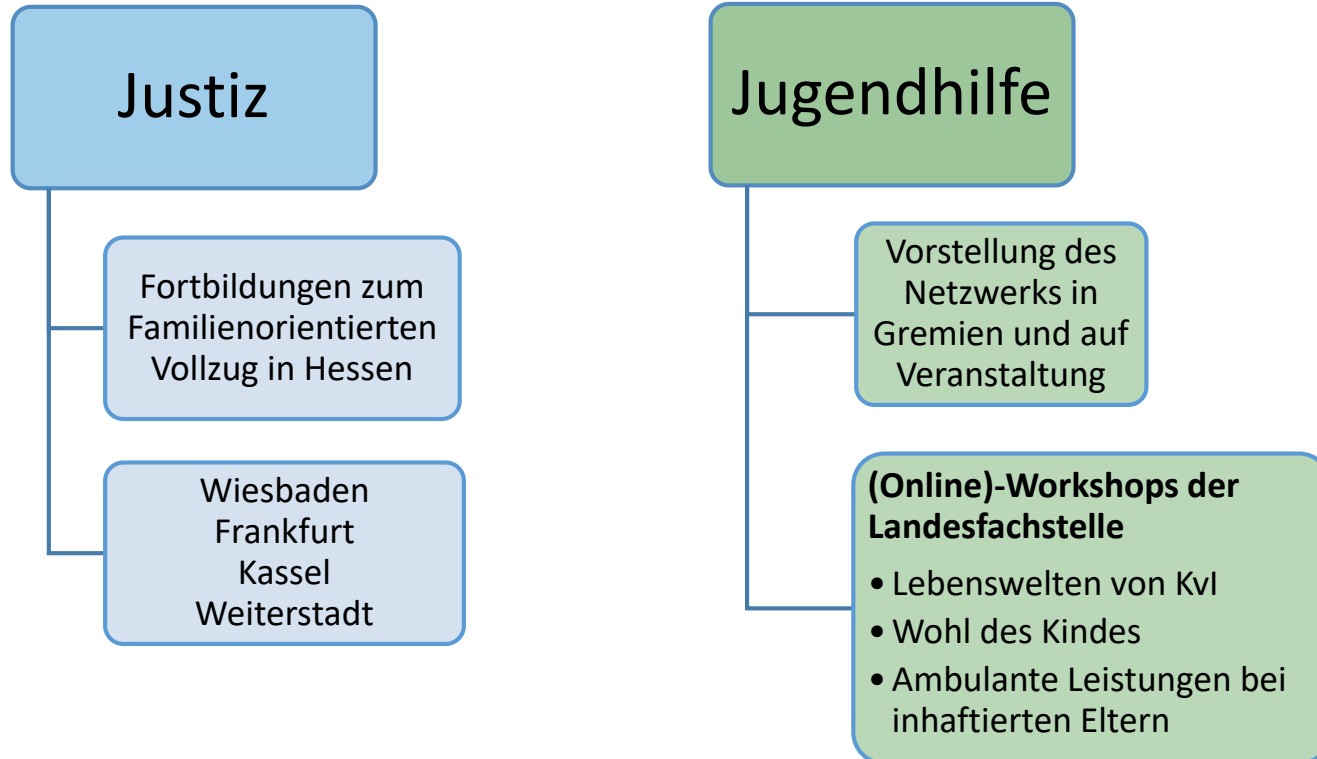 Justiz
Fortbildungen zum
Familienorientierten
Vollzug in Hessen
Wiesbaden
Frankfurt
Kassel
Weiterstadt
Jugendhilfe
Vorstellung des
Netzwerks in
Gremien und auf
Veranstaltung
(Online)-Workshops der
Landesfachstelle
• Lebenswelten von KvI
• Wohl des Kindes
• Ambulante Leistungen bei
inhaftierten Eltern